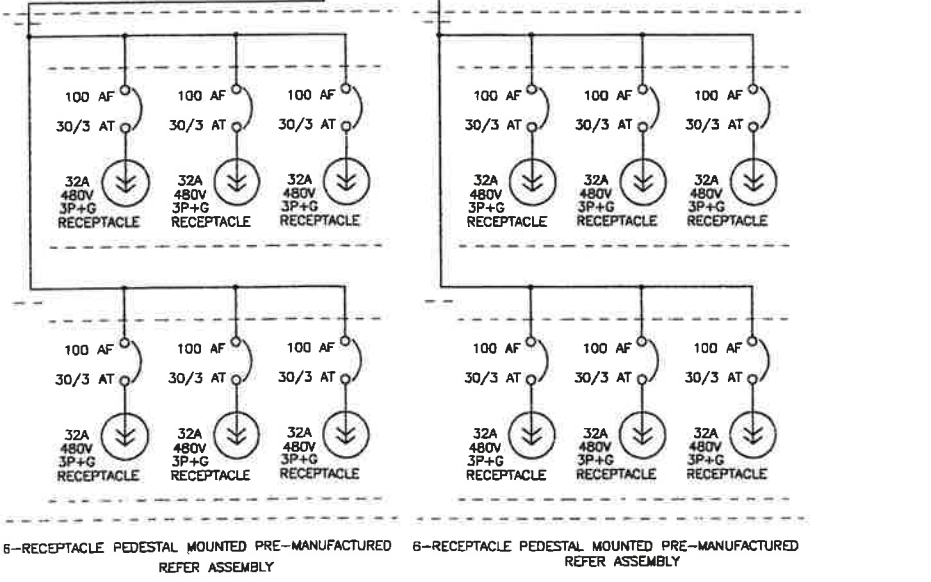 100 AF 100 AF 100 AF 100 AF 100 AF 100 AF
30/3 AT 30/3 AT 30/3 AT 30/3 AT 30/3 AT 30/3 AT
32A 32A 32A 32A 32A 32A
480V 480V 480V 480V 480V 480V
3P+G 3P+G 3P+G 3P+G 3P+G 3P+G
RECEPTACLE RECEPTACLE RECEPTACLE RECEPTACLE RECEPTACLE RECEPTACLE
100 AF 100 AF 100 AF 100 AF 100 AF 100 AF
30/3 AT 30/3 AT 30/3 AT 30/3 AT 30/3 AT 30/3 AT
32A 32A 32A 32A 32A 32A
480V 480V 480V 480V 480V 480V
3P+G 3P+G 3P+G 3P+G 3P+G 3P+G
RECEPTACLE RECEPTACLE RECEPTACLE RECEPTACLE RECEPTACLE RECEPTACLE
6-RECEPTACLE PEDESTAL MOUNTED PRE-MANUFACTURED 6-RECEPTACLE PEDESTAL MOUNTED PRE-MANUFACTURED
REFER ASSEMBLY REFER ASSEMBLY